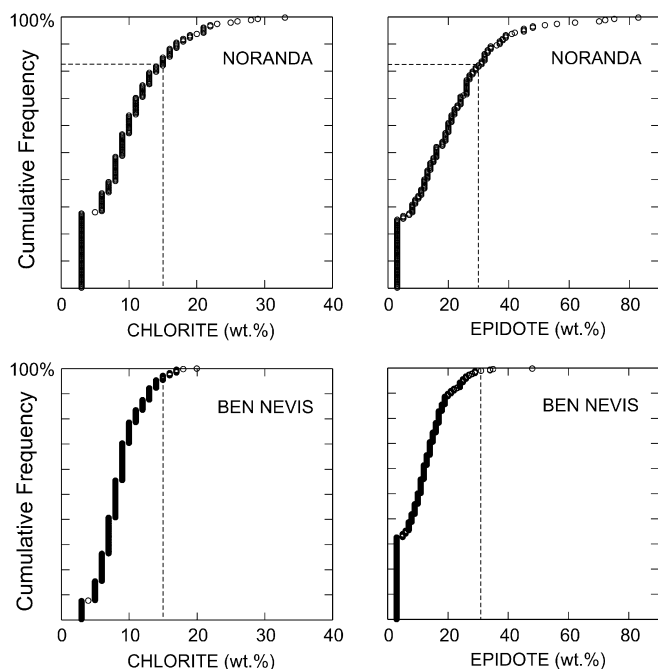 100%
NORANDA
Cumulative Frequency
0 10 20 30 40
CHLORITE (wt.%)
NORANDA
0 20 40 60 80
EPIDOTE (wt.%)
100%
BEN NEVIS
Cumulative Frequency
0 10 20 30 40
CHLORITE (wt.%)
BEN NEVIS
0 20 40 60 80
EPIDOTE (wt.%)